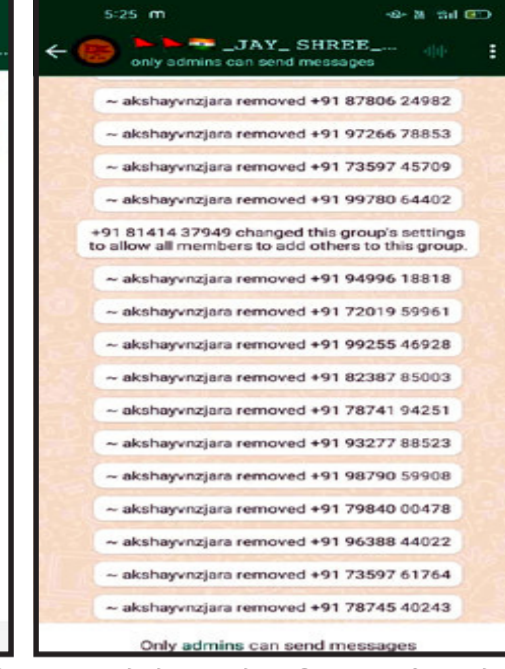 5:25 m
_JAY_ SHREE_...
only admins can send messages
~ akshayvnzjara removed +91 87806 24982
~ akshayvnzjara removed +91 97266 78853
~ akshayvnzjara removed +91 73597 45709
~ akshayvnzjara removed +91 99780 64402
+91 81414 37949 changed this group's settings
to allow all members to add others to this group.
~ akshayvnzjara removed +91 94996 18818
~ akshayvnzjara removed +91 72019 59961
~ akshayvnzjara removed +91 99255 46928
~ akshayvnzjara removed +91 82387 85003
~ akshayvnzjara removed +91 78741 94251
~ akshayvnzjara removed +91 93277 88523
~ akshayvnzjara removed +91 98790 59908
~ akshayvnzjara removed +91 79840 00478
~ akshayvnzjara removed +91 96388 44022
~ akshayvnzjara removed +91 73597 61764
~ akshayvnzjara removed +91 78745 40243
Only admins can send messages